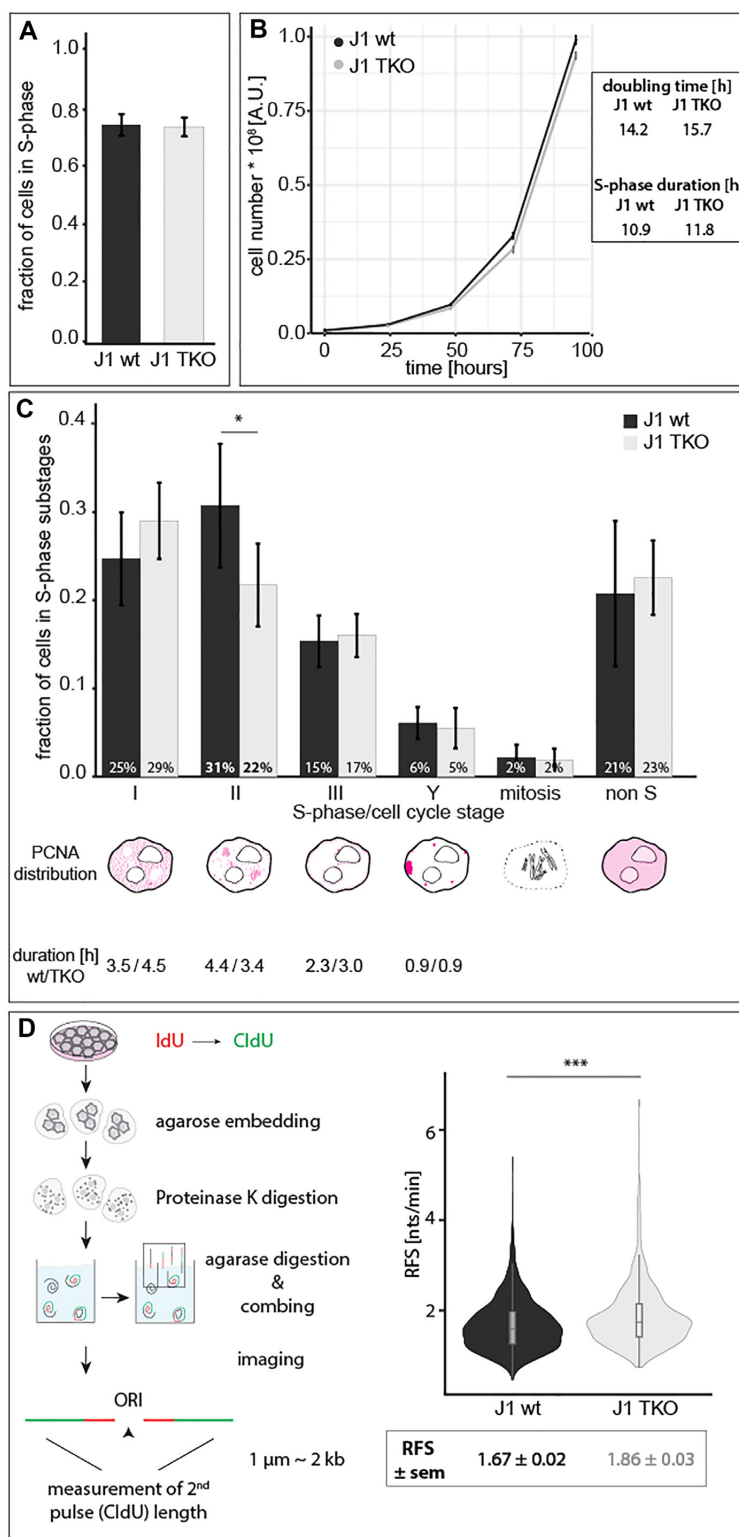 A
fraction of cells in S-phase
0.8
0.6
0.4
0.2
0.0
J1 wt J1 TKO
B
J1 wt
J1 TKO
cell number * 10⁸ [A.U.]
1.0
0.75
0.5
0.25
0.0
0 25 50 75 100
time [hours]
doubling time [h]
J1 wt J1 TKO
14.2 15.7
S-phase duration [h
J1 wt J1 TKO
10.9 11.8
C
J1 wt
J1 TKO
fraction of cells in S-phase substages
0.4
0.3
0.2
0.1
0.0
*
25% 29% 31% 22% 15% 17% 6% 5% 2% 2% 21% 23%
I II III Y mitosis non S
S-phase/cell cycle stage
PCNA
distribution
duration [h]
wt/TKO
3.5 / 4.5 4.4 / 3.4 2.3 / 3.0 0.9 / 0.9
D
IdU → CldU
agarose embedding
Proteinase K digestion
agarase digestion
&
combing
imaging
ORI
1 μm ~ 2 kb
measurement of 2nd
pulse (CldU) length
***
RFS [nts/min]
6
4
2
J1 wt J1 TKO
RFS
± sem
1.67 ± 0.02 1.86 ± 0.03